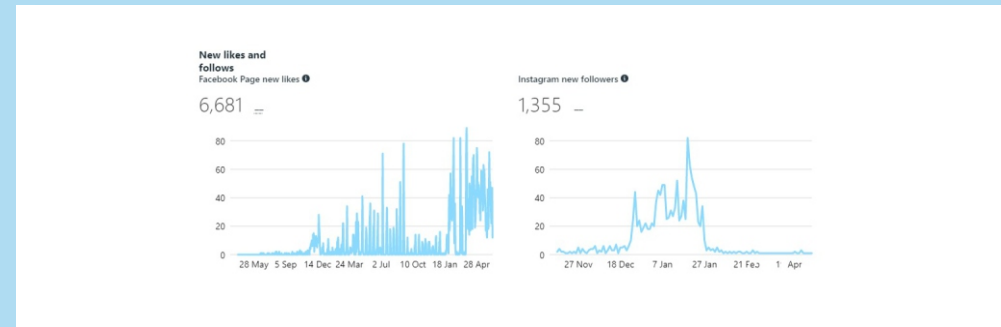 New likes and
follows
Facebook Page new likes
6,681
80
60
40
20
0
28 May 5 Sep 14 Dec 24 Mar 2 Jul 10 Oct 18 Jan 28 Apr
Instagram new followers
1,355
80
60
40
20
0
27 Nov 18 Dec 7 Jan 27 Jan 21 Apr